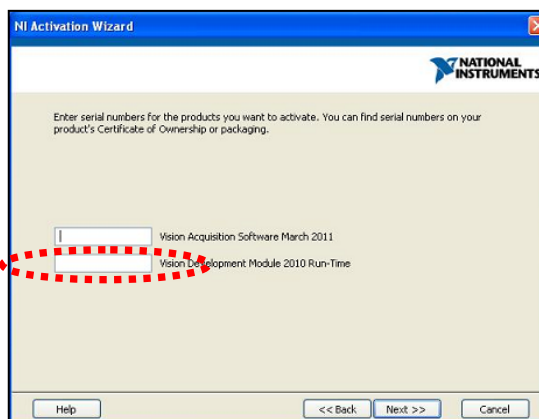 NI Activation Wizard
NATIONAL
INSTRUMENTS
Enter serial numbers for the products you want to activate. You can find serial numbers on your
product's Certificate of Ownership or packaging.
Vision Acquisition Software March 2011
Vision Development Module 2010 Run-Time
Help
<< Back
Next >>
Cancel